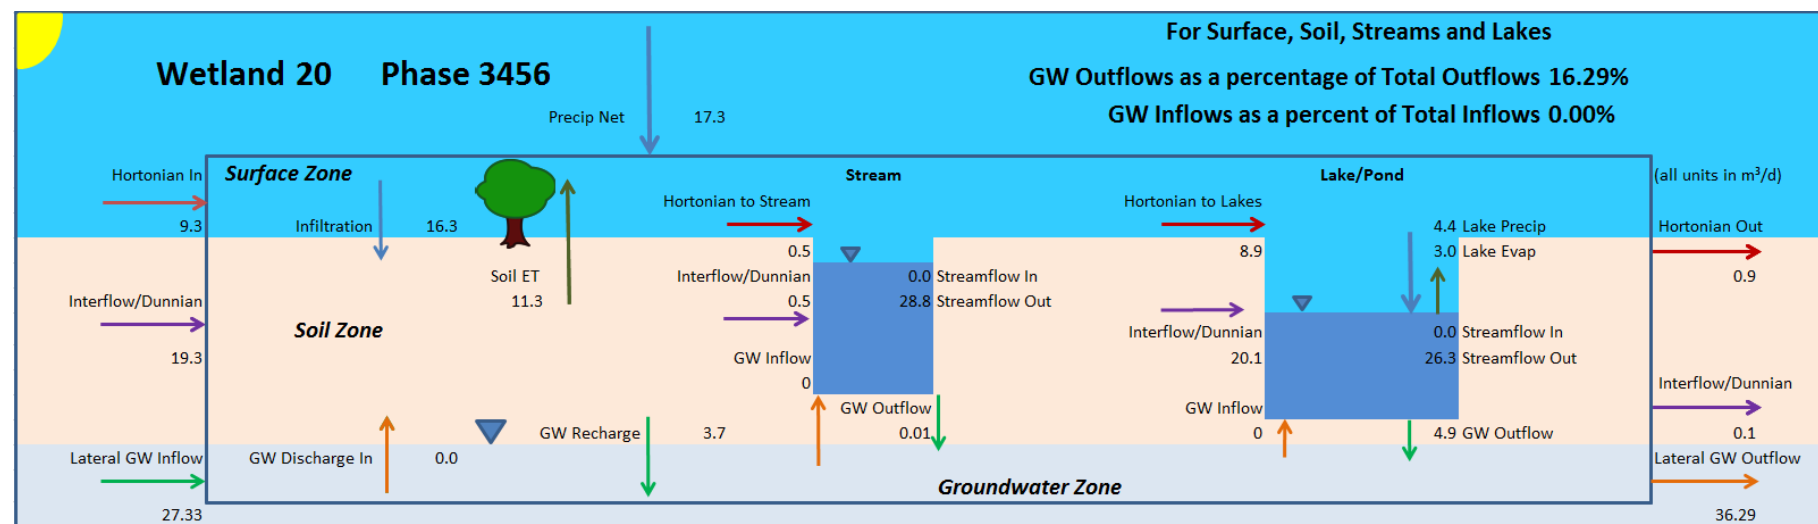 For Surface, Soil, Streams and Lakes
Wetland 20 Phase 3456
GW Outflows as a percentage of Total Outflows 16.29%
GW Inflows as a percent of Total Inflows 0.00%
Precip Net 17.3
Hortonian In
Surface Zone
Stream
Lake/Pond
(all units in m³/d)
Hortonian to Stream
Hortonian to Lakes
9.3
Infiltration 16.3
4.4 Lake Precip
Hortonian Out
0.5
8.9
3.0 Lake Evap
Soil ET
Interflow/Dunnian
0.0 Streamflow In
0.9
Interflow/Dunnian
11.3
0.5
28.8 Streamflow Out
Soil Zone
Interflow/Dunnian
0.0 Streamflow In
19.3
GW Inflow
20.1
26.3 Streamflow Out
0
Interflow/Dunnian
GW Outflow
GW Inflow
GW Recharge 3.7
0.01
0
4.9 GW Outflow
0.1
Lateral GW Inflow
GW Discharge In 0.0
Lateral GW Outflow
Groundwater Zone
27.33
36.29